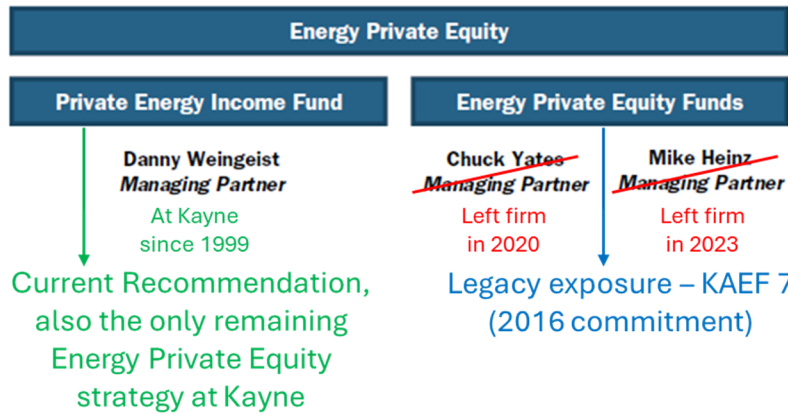 Energy Private Equity
Private Energy Income Fund
Danny Weingeist
Managing Partner
At Kayne
since 1999
Current Recommendation,
also the only remaining
Energy Private Equity
strategy at Kayne
Energy Private Equity Funds
Chuck Yates
Managing Partner
Left firm
in 2020
Mike Heinz
Managing Partner
Left firm
in 2023
Legacy exposure – KAEF 7
(2016 commitment)